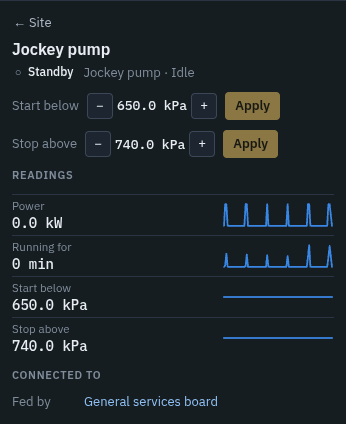 ← Site
Jockey pump
○ Standby Jockey pump · Idle
Start below − 650.0 kPa + Apply
Stop above − 740.0 kPa + Apply
READINGS
Power
0.0 kW
Running for
0 min
Start below
650.0 kPa
Stop above
740.0 kPa
CONNECTED TO
Fed by General services board